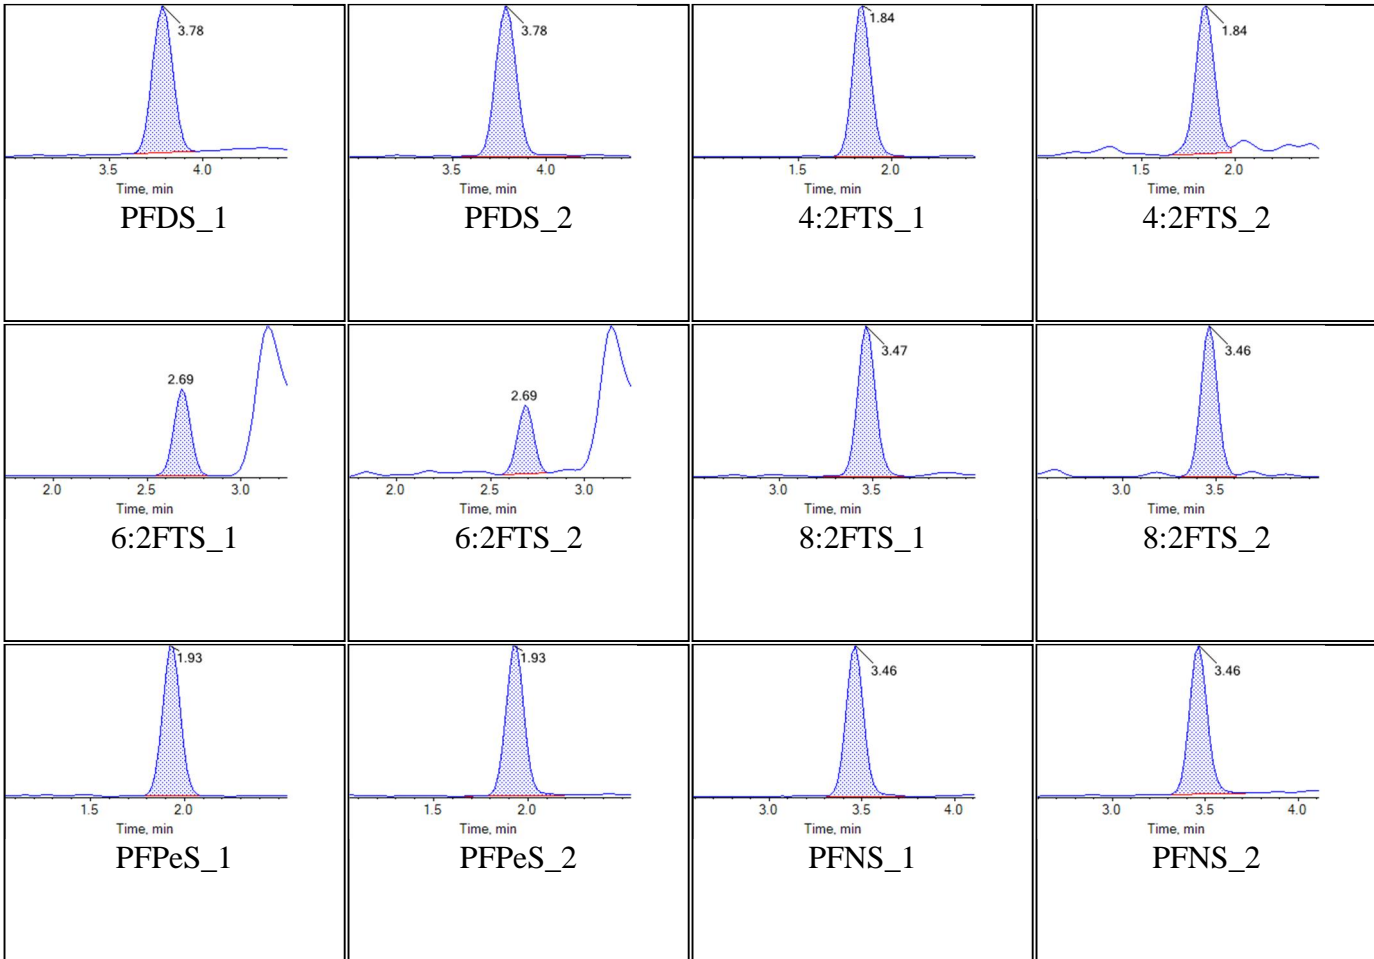 3.78
3.5 4.0
Time, min
PFDS_1
3.78
3.5 4.0
Time, min
PFDS_2
1.84
1.5 2.0
Time, min
4:2FTS_1
1.84
1.5 2.0
Time, min
4:2FTS_2
2.69
2.0 2.5 3.0
Time, min
6:2FTS_1
2.69
2.0 2.5 3.0
Time, min
6:2FTS_2
3.47
3.0 3.5
Time, min
8:2FTS_1
3.46
3.0 3.5
Time, min
8:2FTS_2
1.93
1.5 2.0
Time, min
PFPeS_1
1.93
1.5 2.0
Time, min
PFPeS_2
3.46
3.0 3.5 4.0
Time, min
PFNS_1
3.46
3.0 3.5 4.0
Time, min
PFNS_2